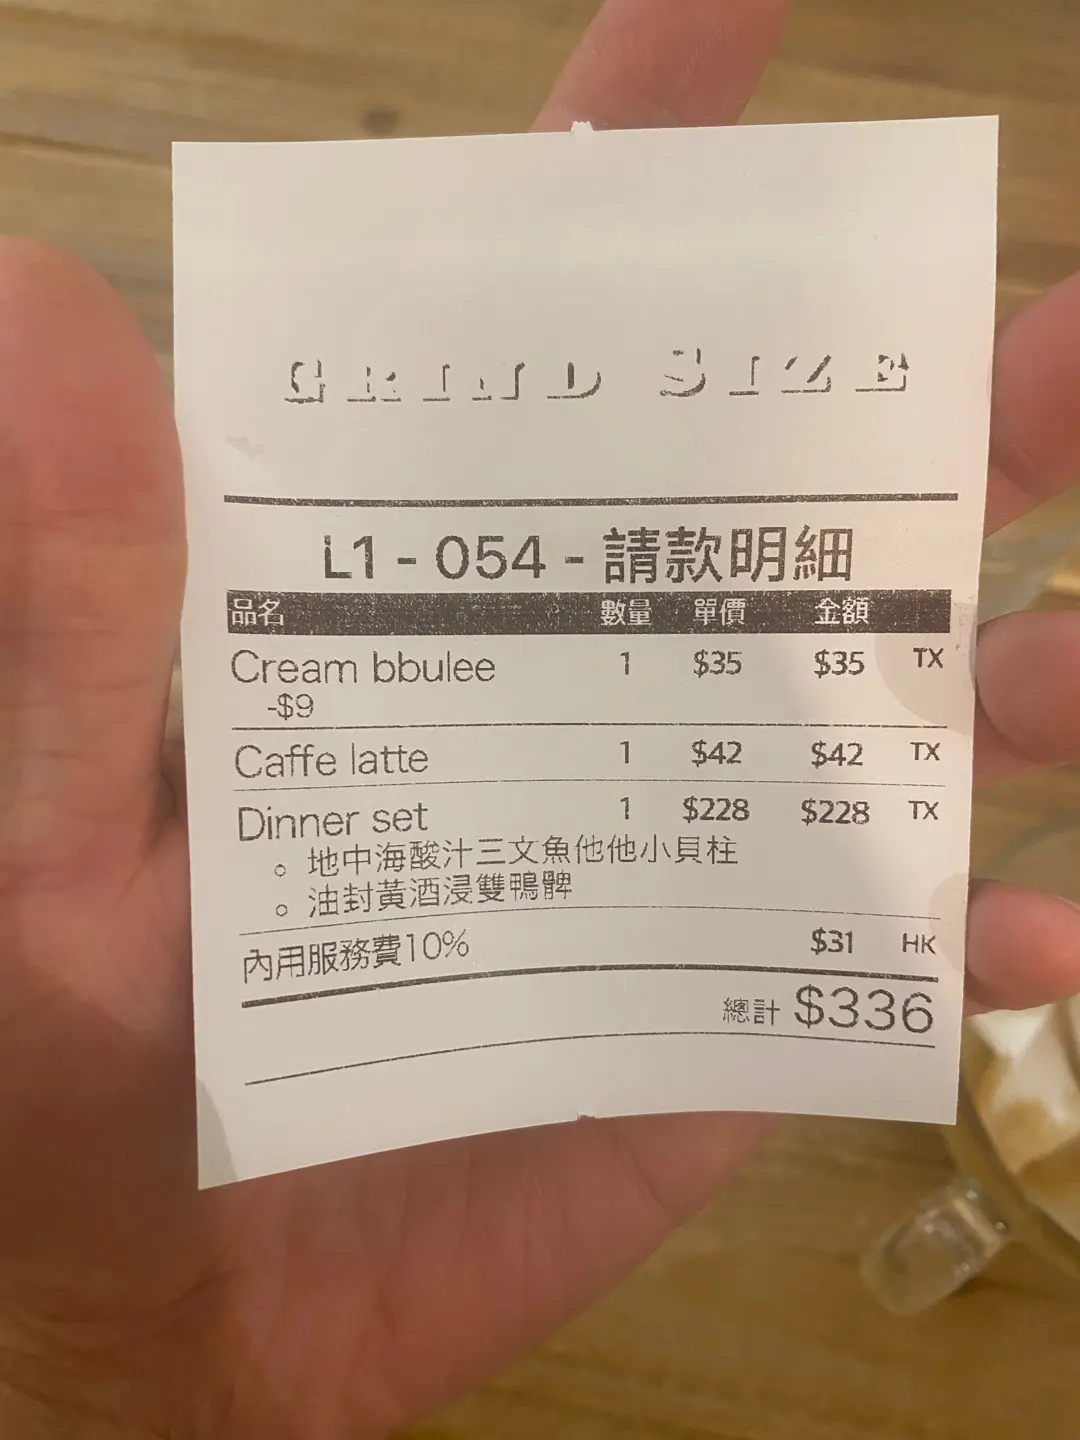 GRIND SIZE
L1 - 054 - 請款明細
品名 數量 單價 金額
Cream bbulee 1 $35 $35 TX
-$9
Caffe latte 1 $42 $42 TX
Dinner set 1 $228 $228 TX
。 地中海酸汁三文魚他他小貝柱
。 油封黃酒浸雙鴨髀
內用服務費10% $31 HK
總計 $336